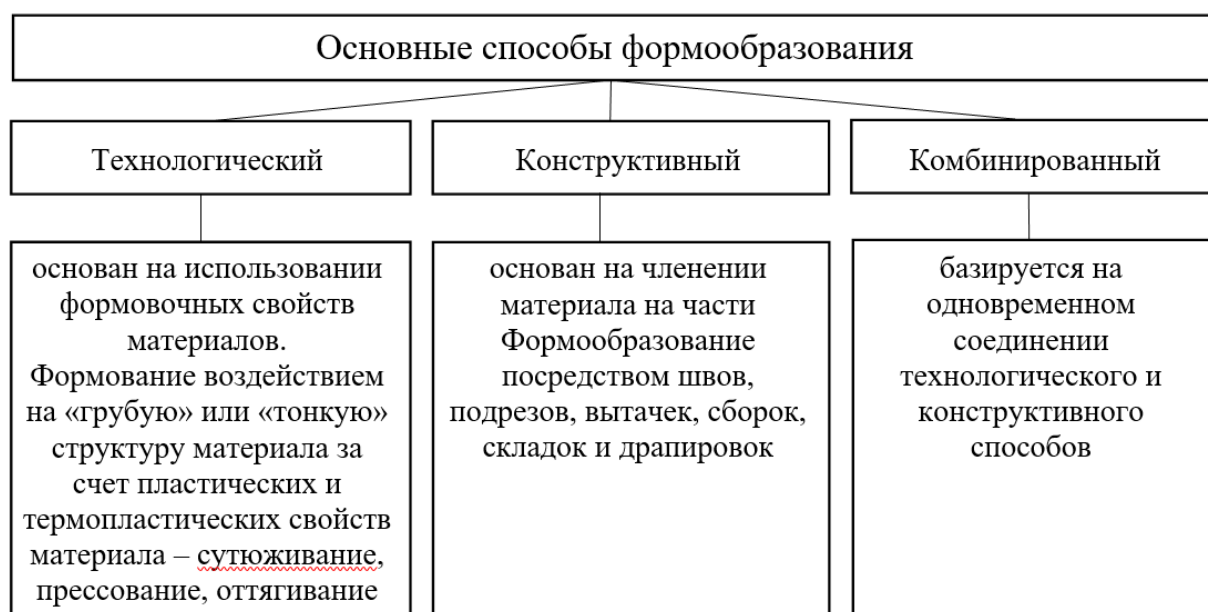 Основные способы формообразования
Технологический
Конструктивный
Комбинированный
основан на использовании
формовочных свойств
материалов.
Формование воздействием
на «грубую» или «тонкую»
структуру материала за
счет пластических и
термопластических свойств
материала – сутюживание,
прессование, оттягивание
основан на членении
материала на части
Формообразование
посредством швов,
подрезов, вытачек, сборок,
складок и драпировок
базируется на
одновременном
соединении
технологического и
конструктивного
способов